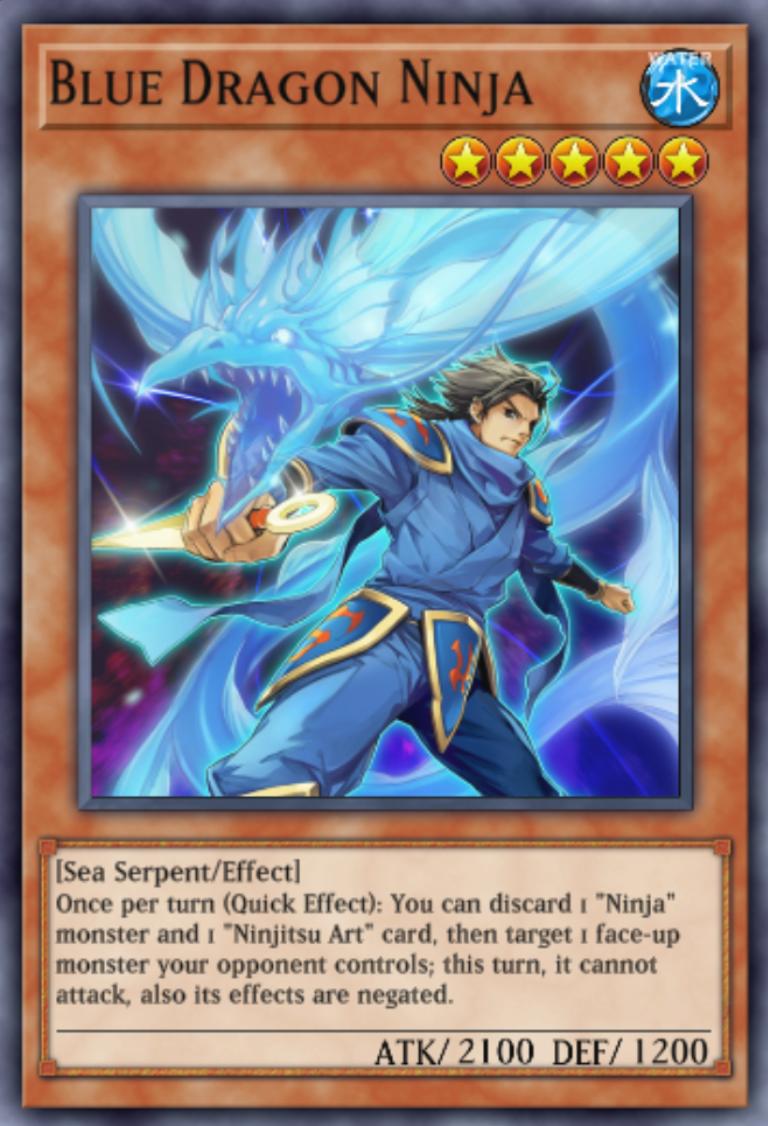 Blue Dragon Ninja
WATER
水
[Sea Serpent/Effect]
Once per turn (Quick Effect): You can discard 1 "Ninja"
monster and 1 "Ninjitsu Art" card, then target 1 face-up
monster your opponent controls; this turn, it cannot
attack, also its effects are negated.
ATK/ 2100 DEF/ 1200